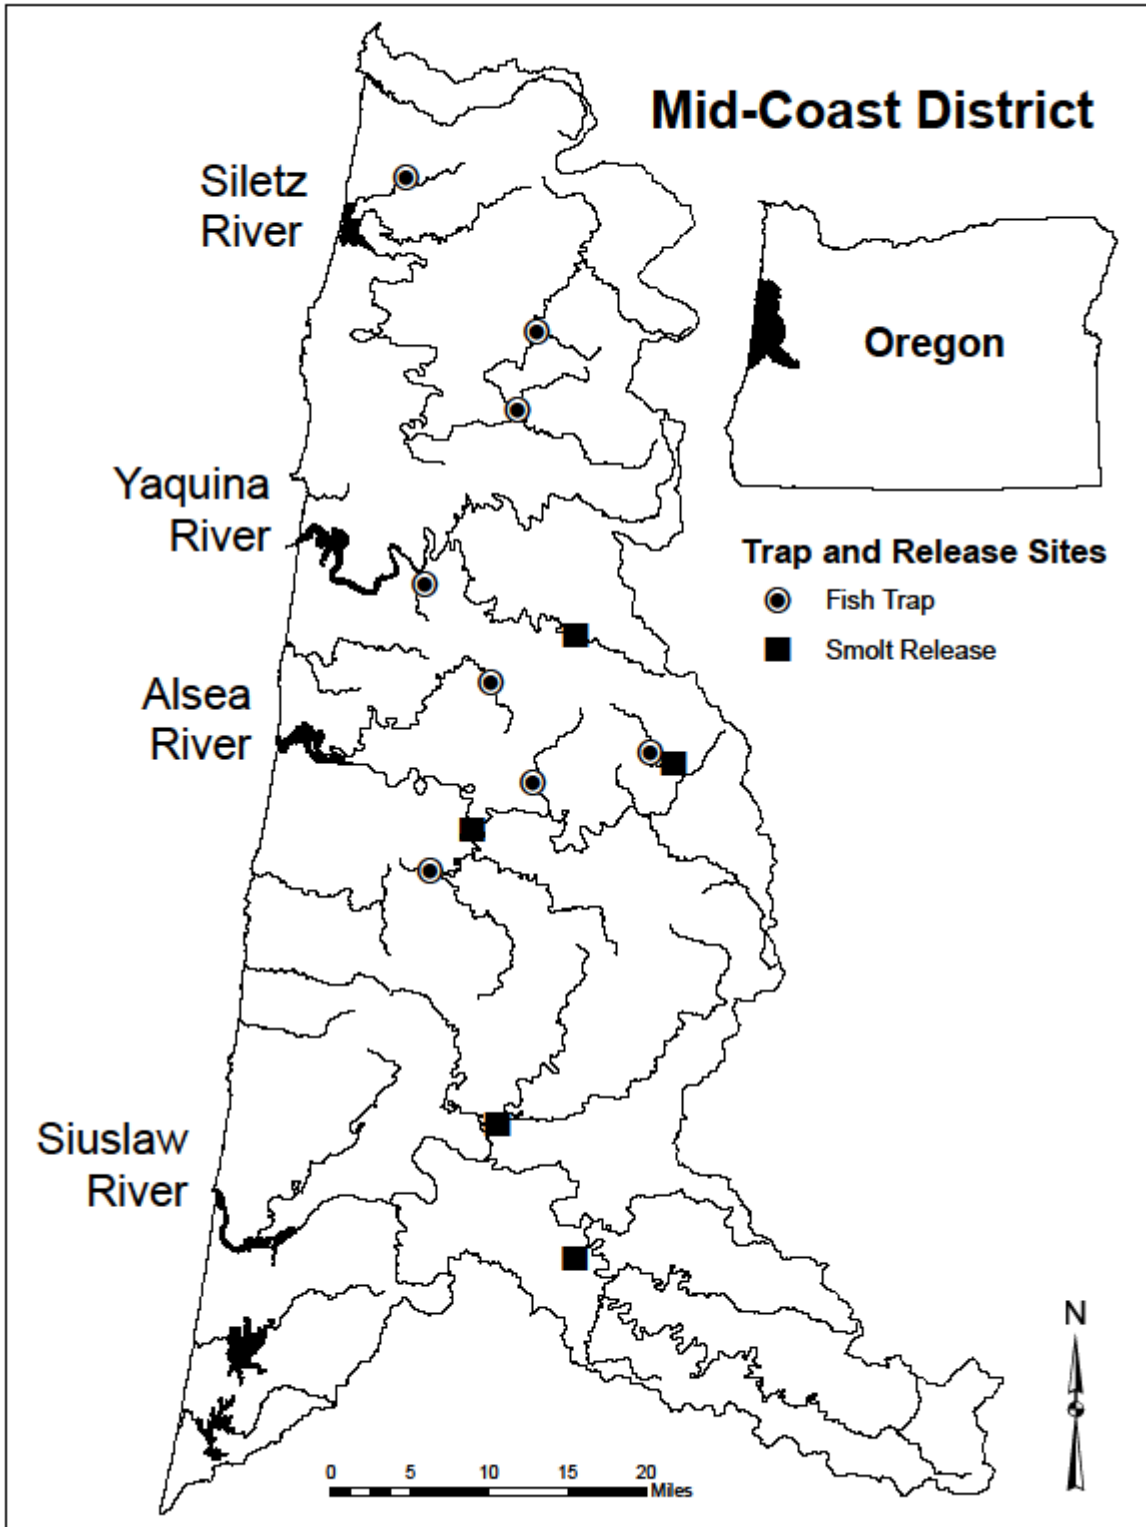 Mid-Coast District
Siletz
River
Oregon
Yaquina
River
Trap and Release Sites
Fish Trap
Smolt Release
Alsea
River
Siuslaw
River
N
0 5 10 15 20
Miles